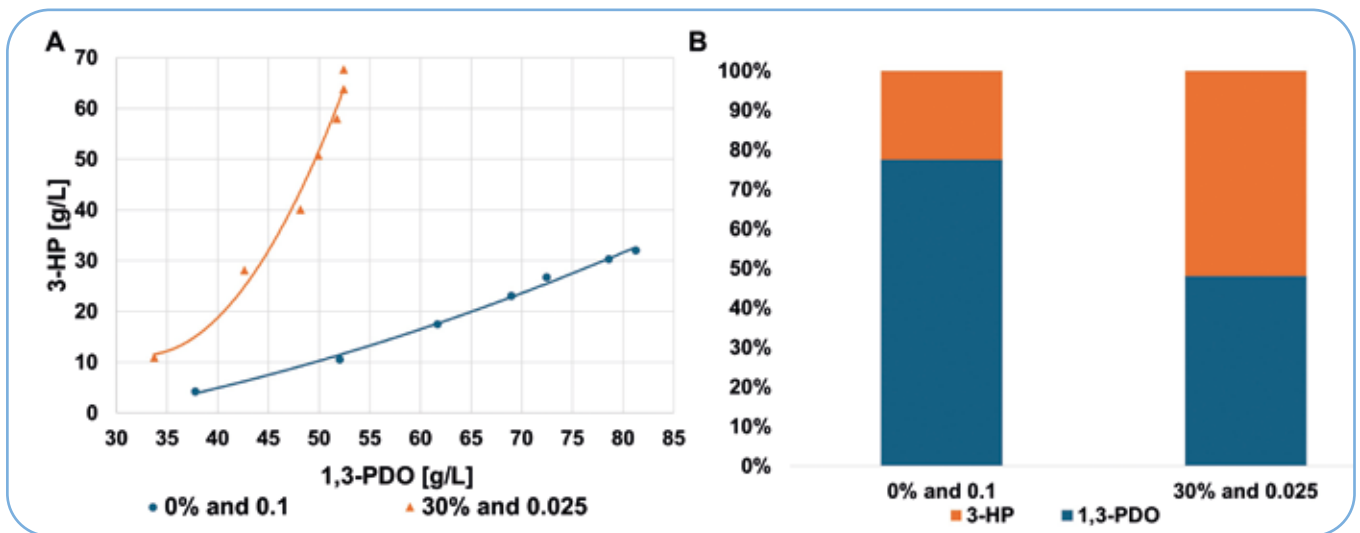 A
70
60
50
40
30
20
10
0
3-HP [g/L]
30 35 40 45 50 55 60 65 70 75 80 85
1,3-PDO [g/L]
0% and 0.1 30% and 0.025
B
100%
90%
80%
70%
60%
50%
40%
30%
20%
10%
0%
0% and 0.1 30% and 0.025
3-HP 1,3-PDO